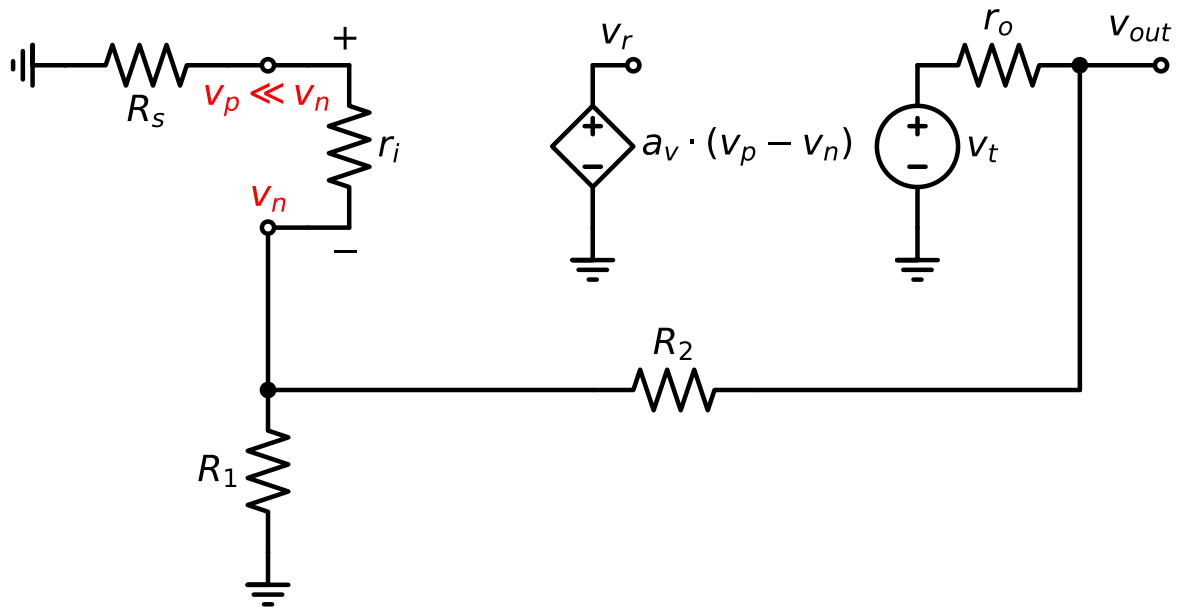 +
R_s
v_p ≪ v_n
r_i
v_n
−
v_r
a_v · (v_p − v_n)
v_t
r_o
v_out
R_2
R_1